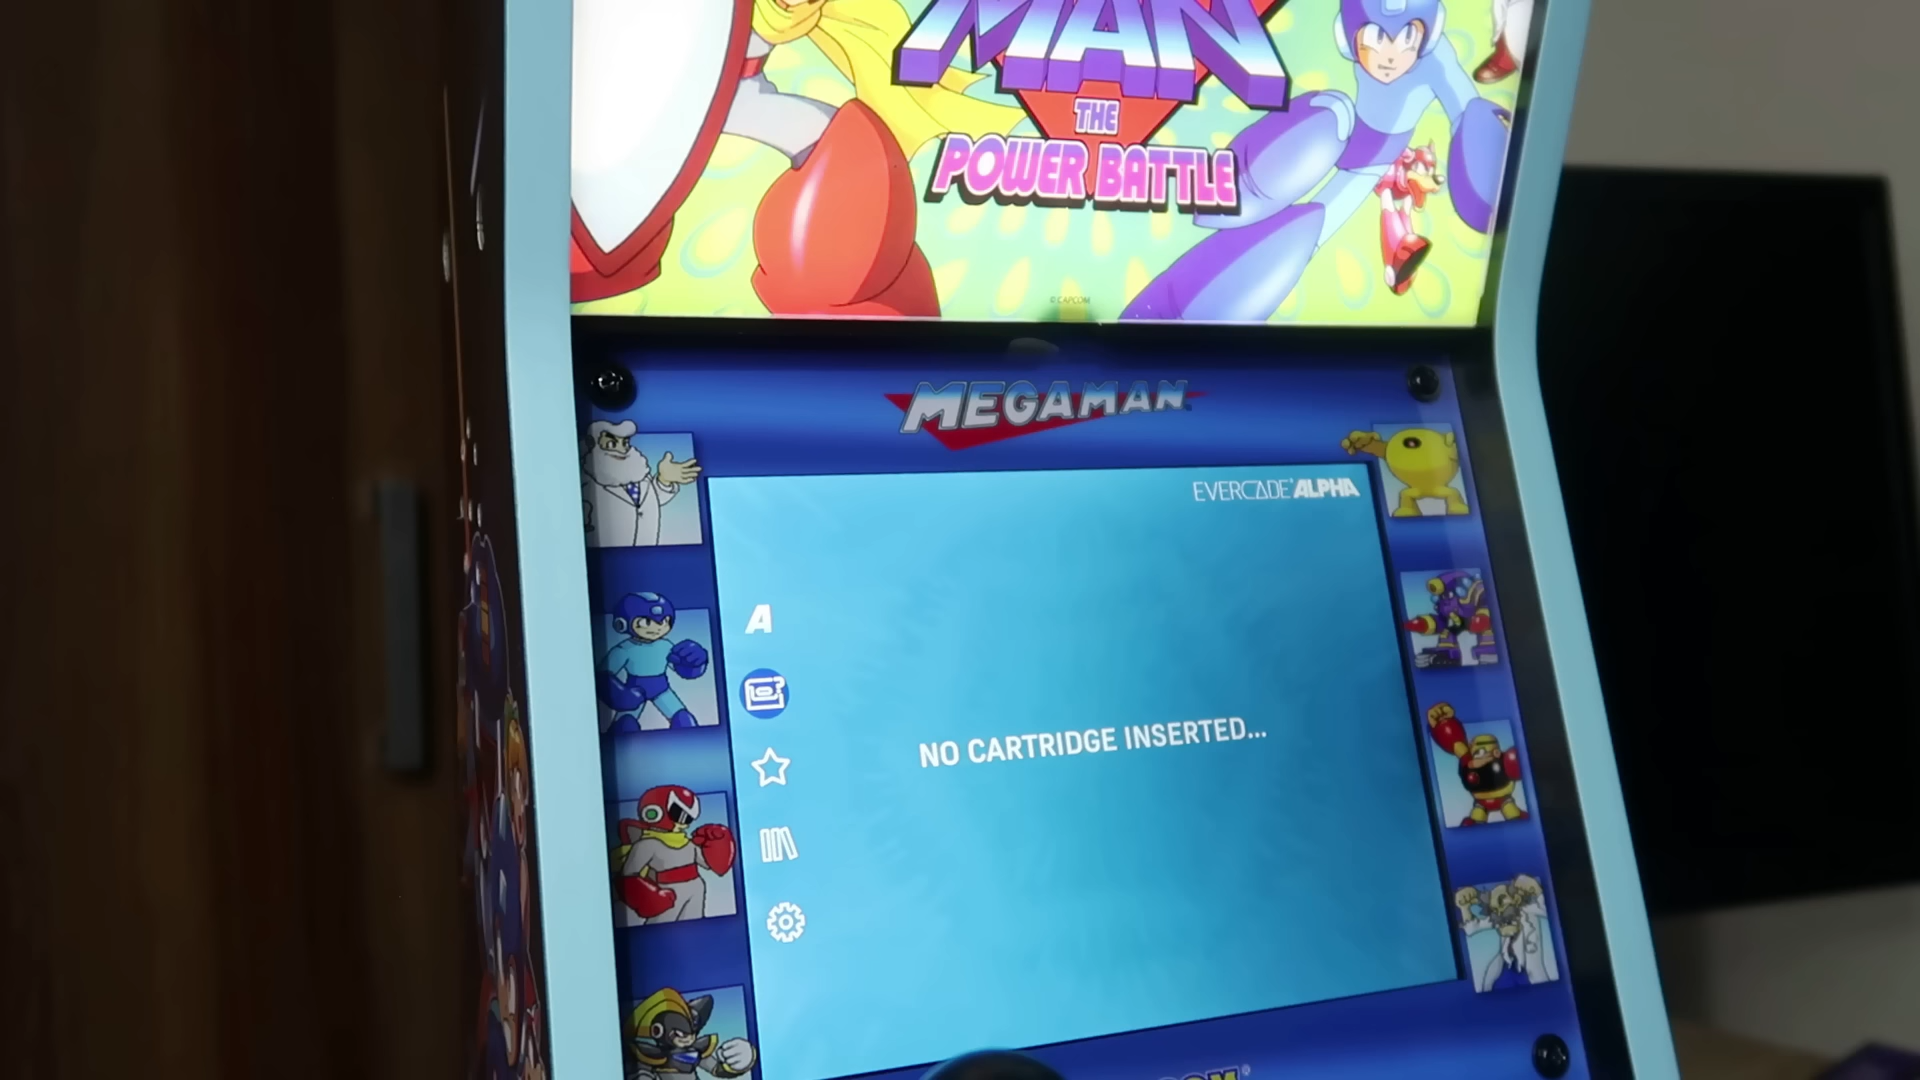 MAN
THE
POWER BATTLE
© CAPCOM
MEGAMAN
EVERCADE ALPHA
A
NO CARTRIDGE INSERTED...